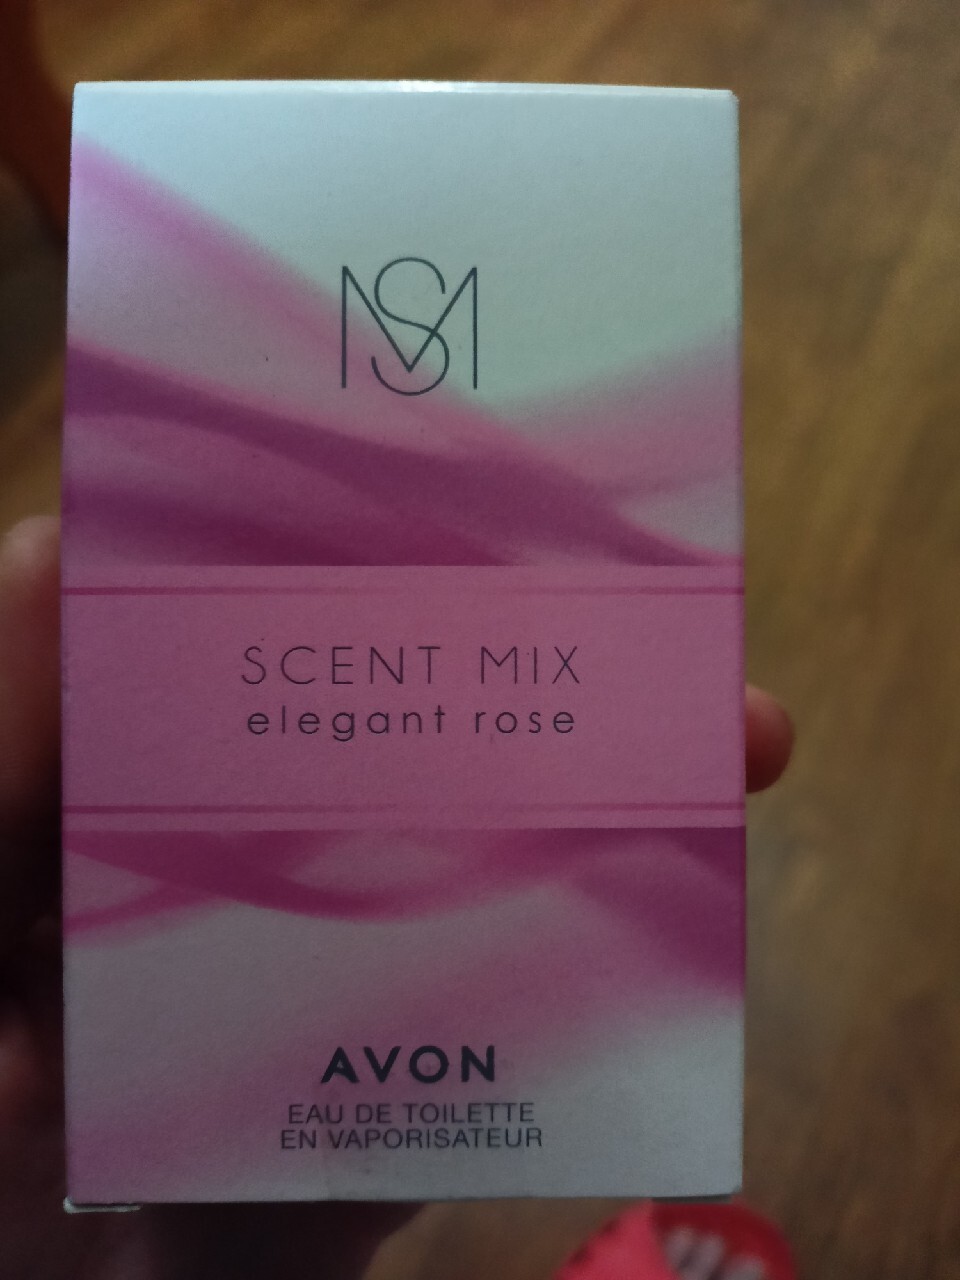 SM
SCENT MIX
elegant rose
AVON
EAU DE TOILETTE
EN VAPORISATEUR